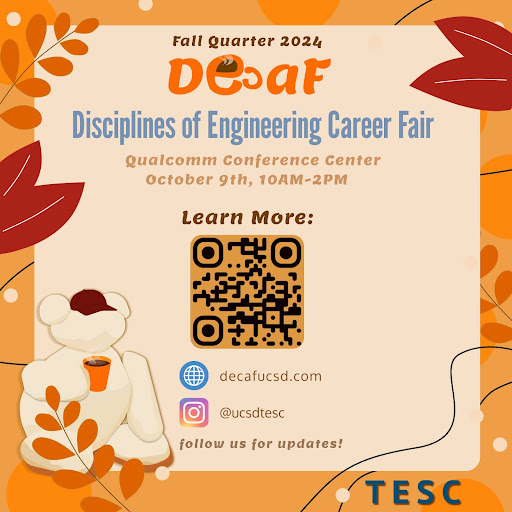 Fall Quarter 2024
DeCaF
Disciplines of Engineering Career Fair
Qualcomm Conference Center
October 9th, 10AM-2PM
Learn More:
decafucsd.com
@ucsdtesc
follow us for updates!
TESC